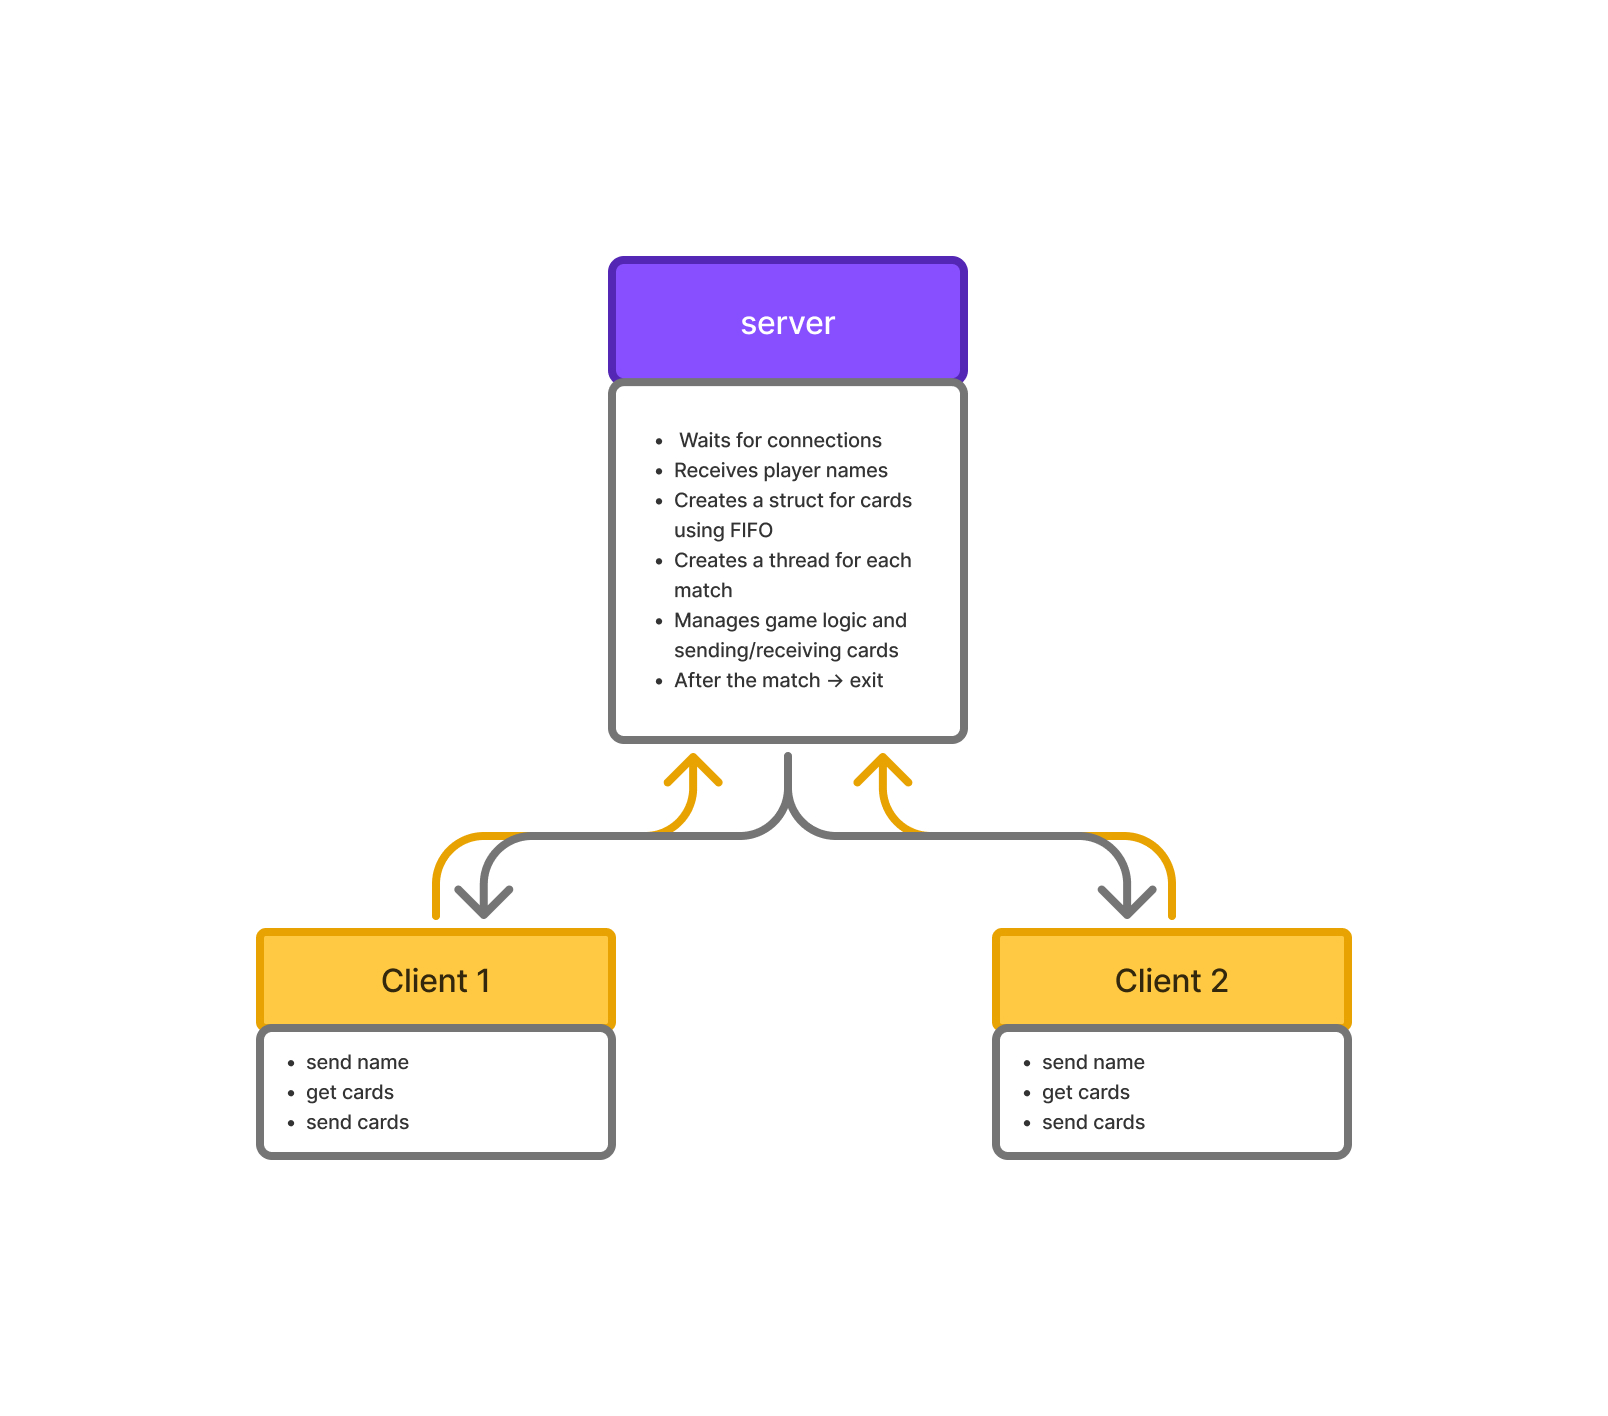 server
• Waits for connections
• Receives player names
• Creates a struct for cards
using FIFO
• Creates a thread for each
match
• Manages game logic and
sending/receiving cards
• After the match → exit
Client 1
• send name
• get cards
• send cards
Client 2
• send name
• get cards
• send cards